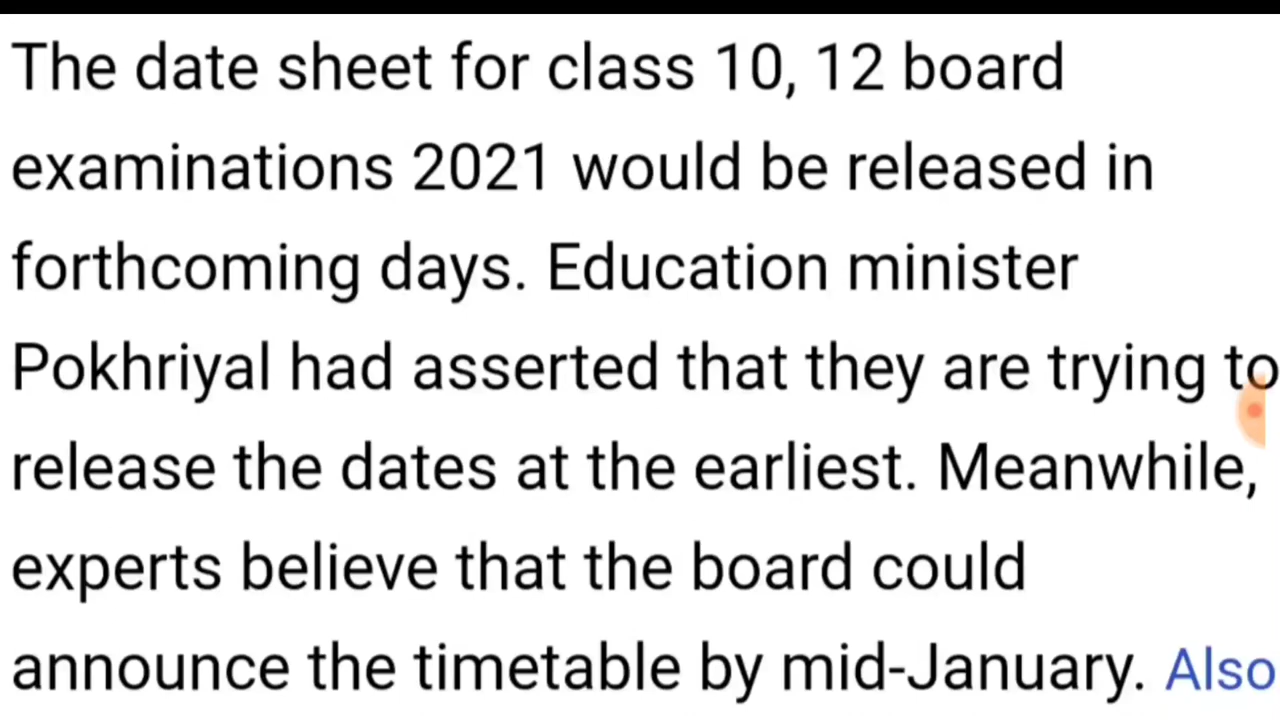 The date sheet for class 10, 12 board
examinations 2021 would be released in
forthcoming days. Education minister
Pokhriyal had asserted that they are trying to
release the dates at the earliest. Meanwhile,
experts believe that the board could
announce the timetable by mid-January. Also